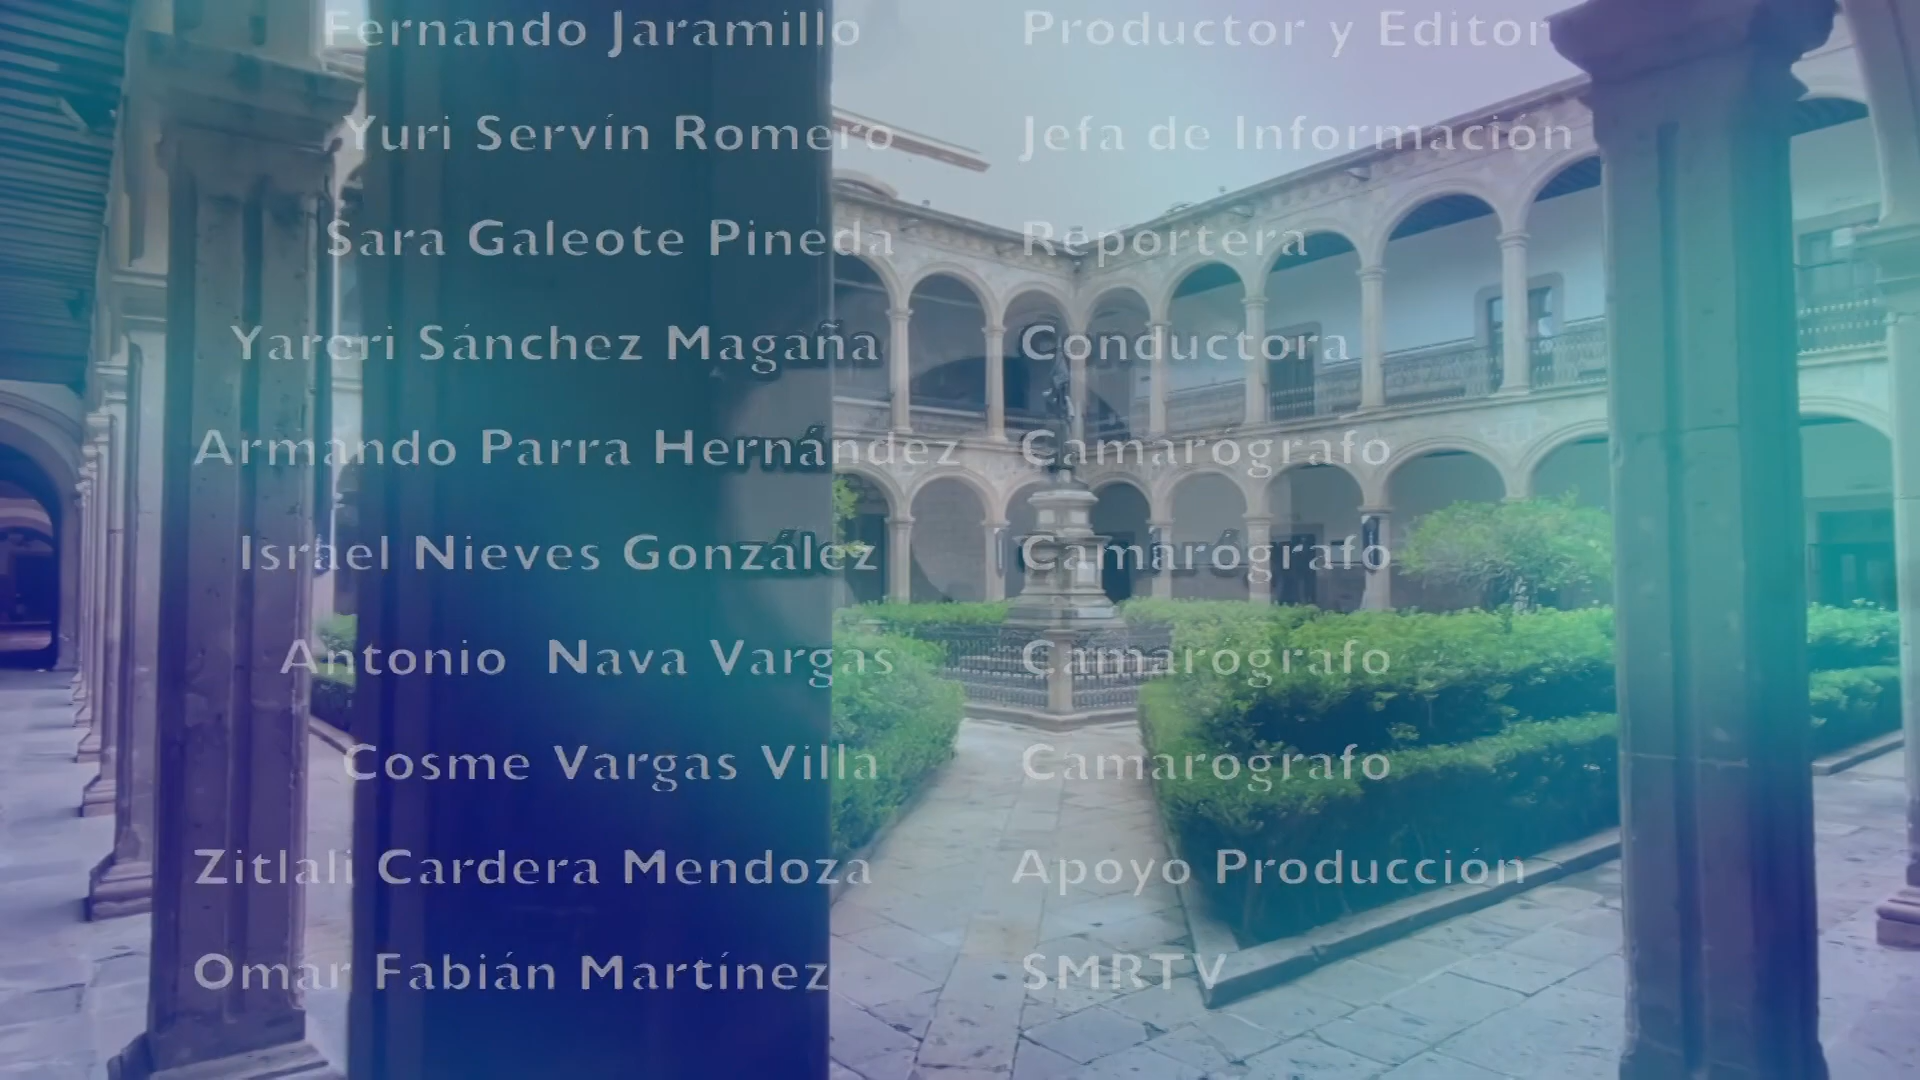 Fernando Jaramillo Productor y Editor
Yuri Servín Romero Jefa de Información
Sara Galeote Pineda Reportera
Yareri Sánchez Magaña Conductora
Armando Parra Hernández Camarógrafo
Israel Nieves González Camarógrafo
Antonio Nava Vargas Camarógrafo
Cosme Vargas Villa Camarografo
Zitlali Cardera Mendoza Apoyo Producción
Omar Fabián Martínez SMRTV